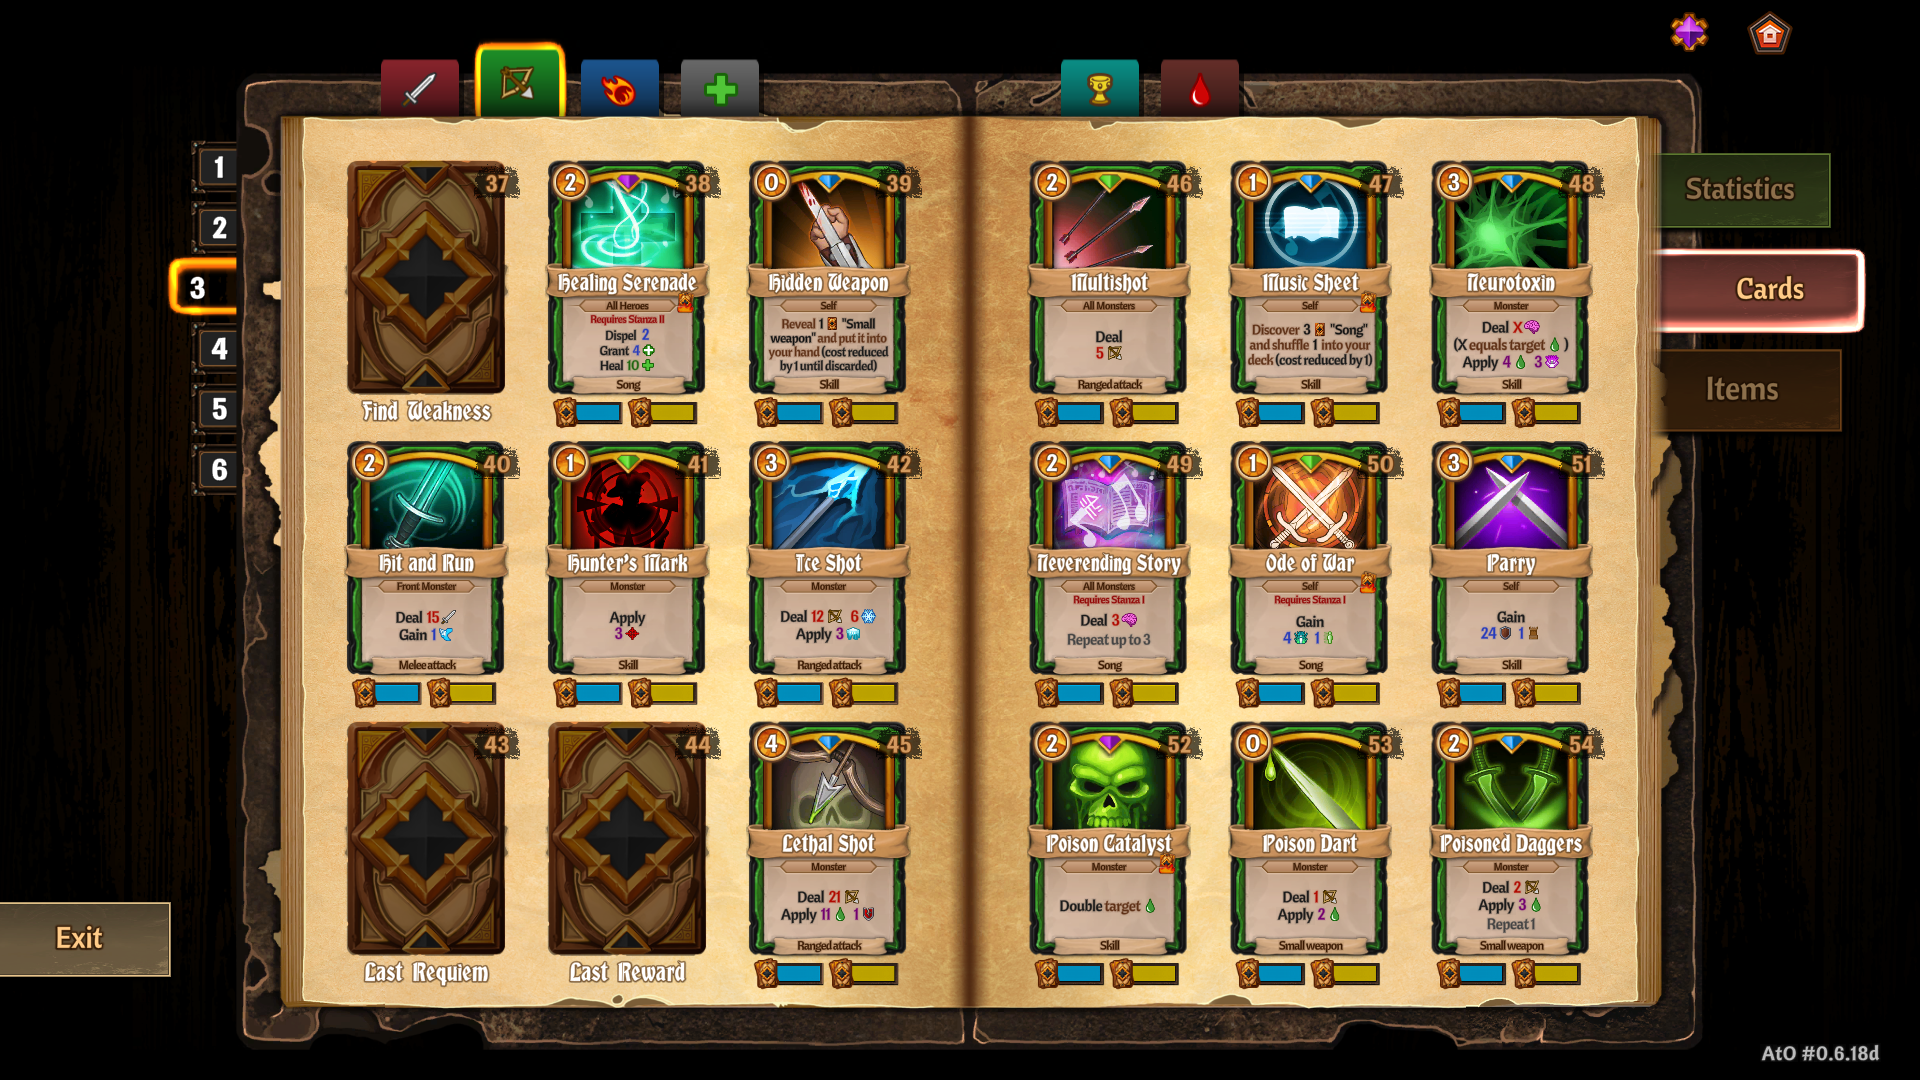 1
2
3
4
5
6
Statistics
Cards
Items
Exit
37
Find Weakness
2
38
Healing Serenade
All Heroes
Requires Stanza II
Dispel 2
Grant 4
Heal 10
Song
0
39
Hidden Weapon
Self
Reveal 1 "Small
weapon" and put it into
your hand (cost reduced
by 1 until discarded)
Skill
2
40
Hit and Run
Front Monster
Deal 15
Gain 1
Melee attack
1
41
Hunter's Mark
Monster
Apply
3
Skill
3
42
Ice Shot
Monster
Deal 12 6
Apply 3
Ranged attack
43
Last Requiem
44
Last Reward
4
45
Lethal Shot
Monster
Deal 21
Apply 11 1
Ranged attack
2
46
Multishot
All Monsters
Deal
5
Ranged attack
1
47
Music Sheet
Self
Discover 3 "Song"
and shuffle 1 into your
deck (cost reduced by 1)
Skill
3
48
Neurotoxin
Monster
Deal X
(X equals target )
Apply 4 3
Skill
2
49
Neverending Story
All Monsters
Requires Stanza I
Deal 3
Repeat up to 3
Song
1
50
Ode of War
Self
Requires Stanza I
Gain
4 1
Song
3
51
Parry
Self
Gain
24 1
Skill
2
52
Poison Catalyst
Monster
Double target
Skill
0
53
Poison Dart
Monster
Deal 1
Apply 2
Small weapon
2
54
Poisoned Daggers
Monster
Deal 2
Apply 3
Repeat 1
Small weapon
AtO #0.6.18d